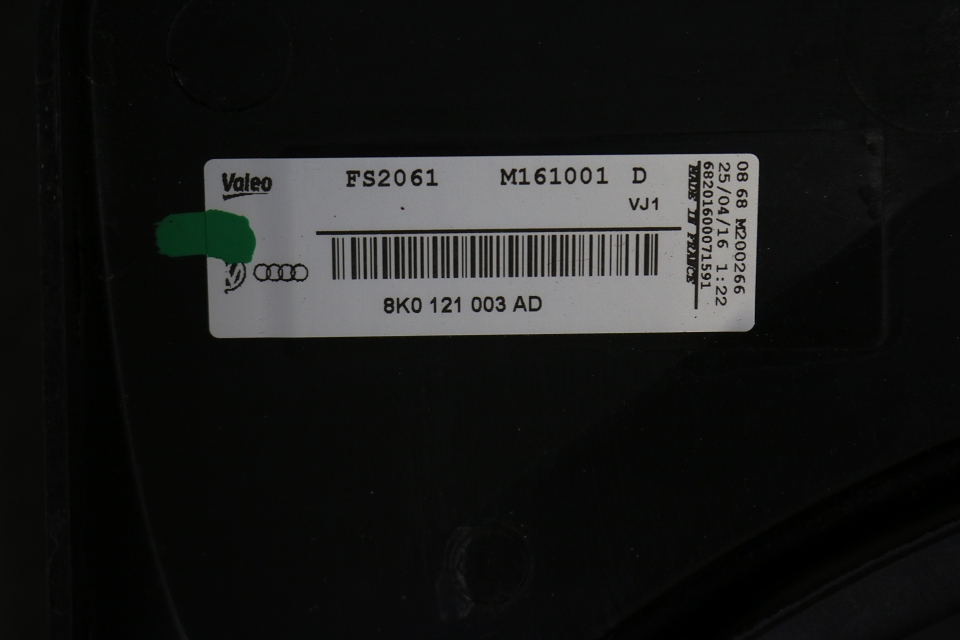 Valeo
FS2061 M161001 D
VJ1
8K0 121 003 AD
MADE IN FRANCE
68201600071591
25/04/16 1:22
08 68 M200266